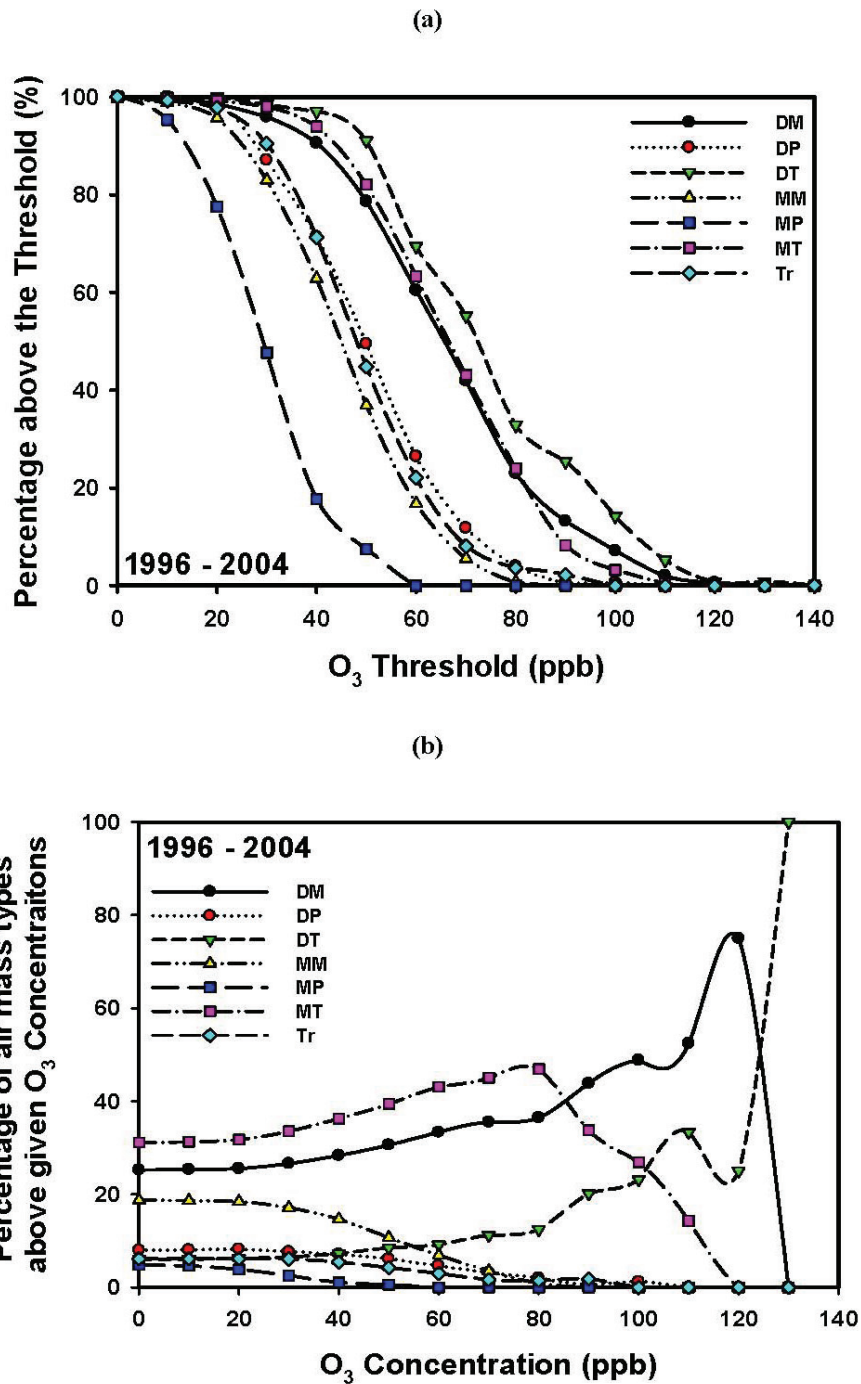 (a)
Percentage above the Threshold (%)
100
80
60
40
20
0
DM
DP
DT
MM
MP
MT
Tr
1996 - 2004
0 20 40 60 80 100 120 140
O₃ Threshold (ppb)
(b)
Percentage of air mass types
above given O₃ Concentraitons
100
80
60
40
20
0
1996 - 2004
DM
DP
DT
MM
MP
MT
Tr
0 20 40 60 80 100 120 140
O₃ Concentration (ppb)